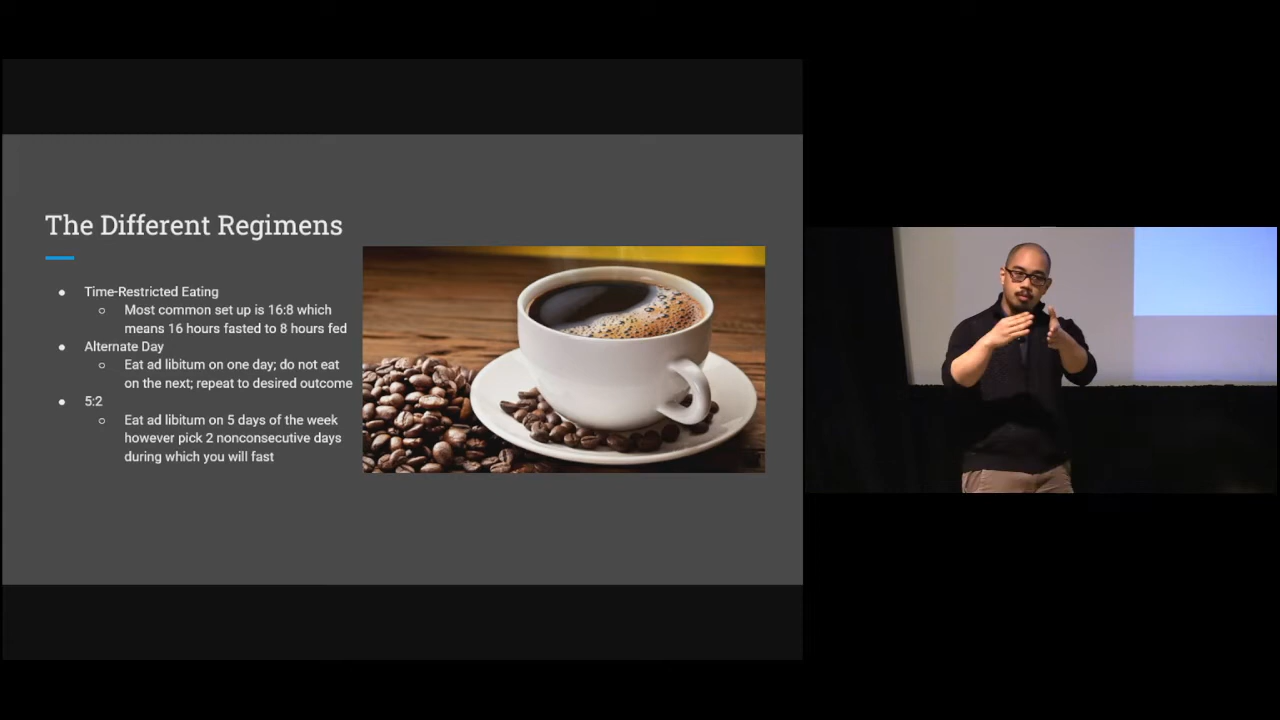 The Different Regimens
● Time-Restricted Eating
○ Most common set up is 16:8 which
means 16 hours fasted to 8 hours fed
● Alternate Day
○ Eat ad libitum on one day; do not eat
on the next; repeat to desired outcome
● 5:2
○ Eat ad libitum on 5 days of the week
however pick 2 nonconsecutive days
during which you will fast